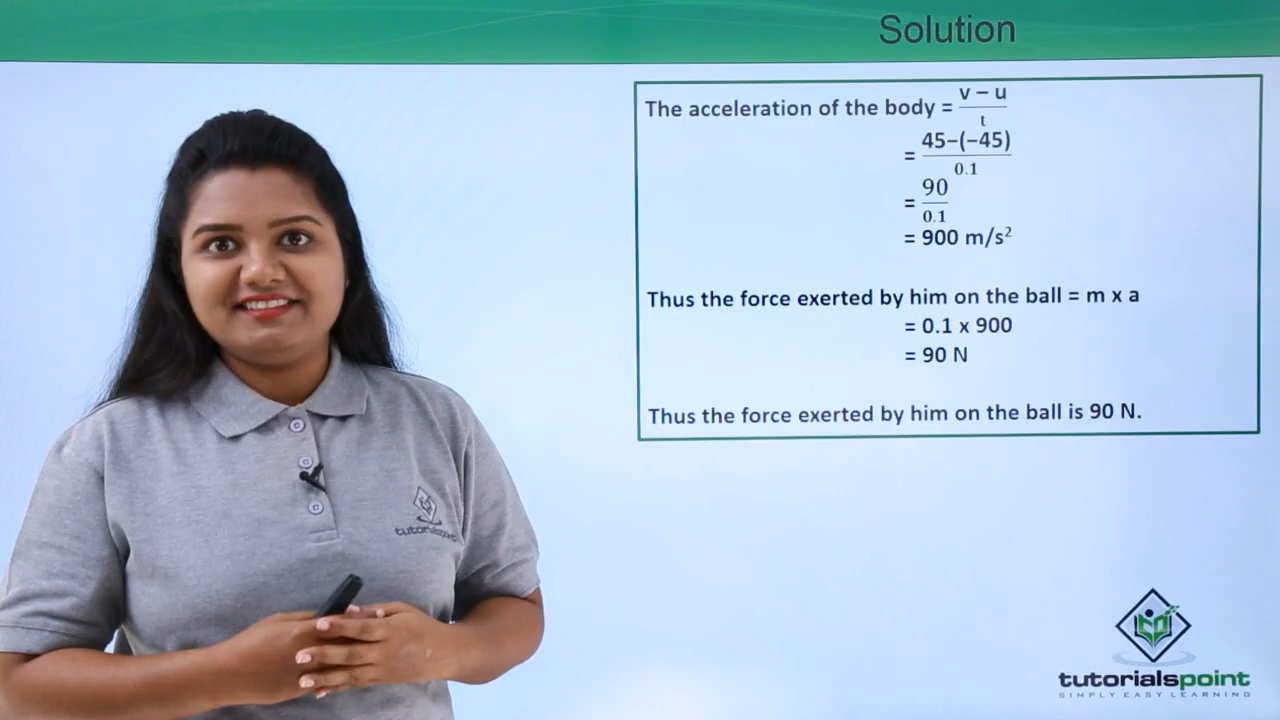 Solution
The acceleration of the body = v − u / t
= 45−(−45) / 0.1
= 90 / 0.1
= 900 m/s²
Thus the force exerted by him on the ball = m x a
= 0.1 x 900
= 90 N
Thus the force exerted by him on the ball is 90 N.
tutorialspoint
tutorialspoint
SIMPLY EASY LEARNING